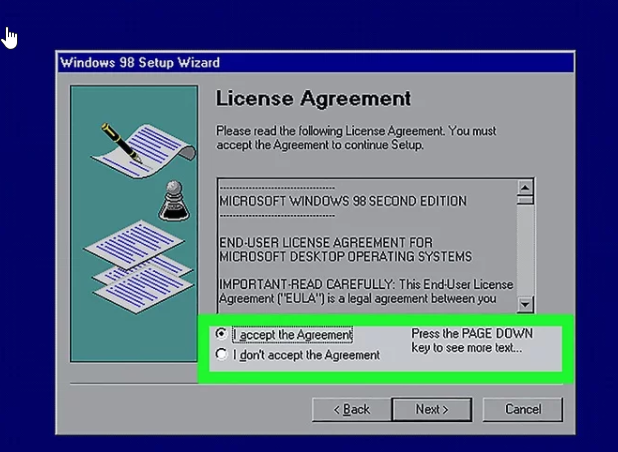 Windows 98 Setup Wizard
License Agreement
Please read the following License Agreement. You must
accept the Agreement to continue Setup.
------------------------------------
MICROSOFT WINDOWS 98 SECOND EDITION
------------------------------------
END-USER LICENSE AGREEMENT FOR
MICROSOFT DESKTOP OPERATING SYSTEMS
IMPORTANT-READ CAREFULLY: This End-User License
Agreement ("EULA") is a legal agreement between you
I accept the Agreement
I don't accept the Agreement
Press the PAGE DOWN
key to see more text...
< Back
Next >
Cancel